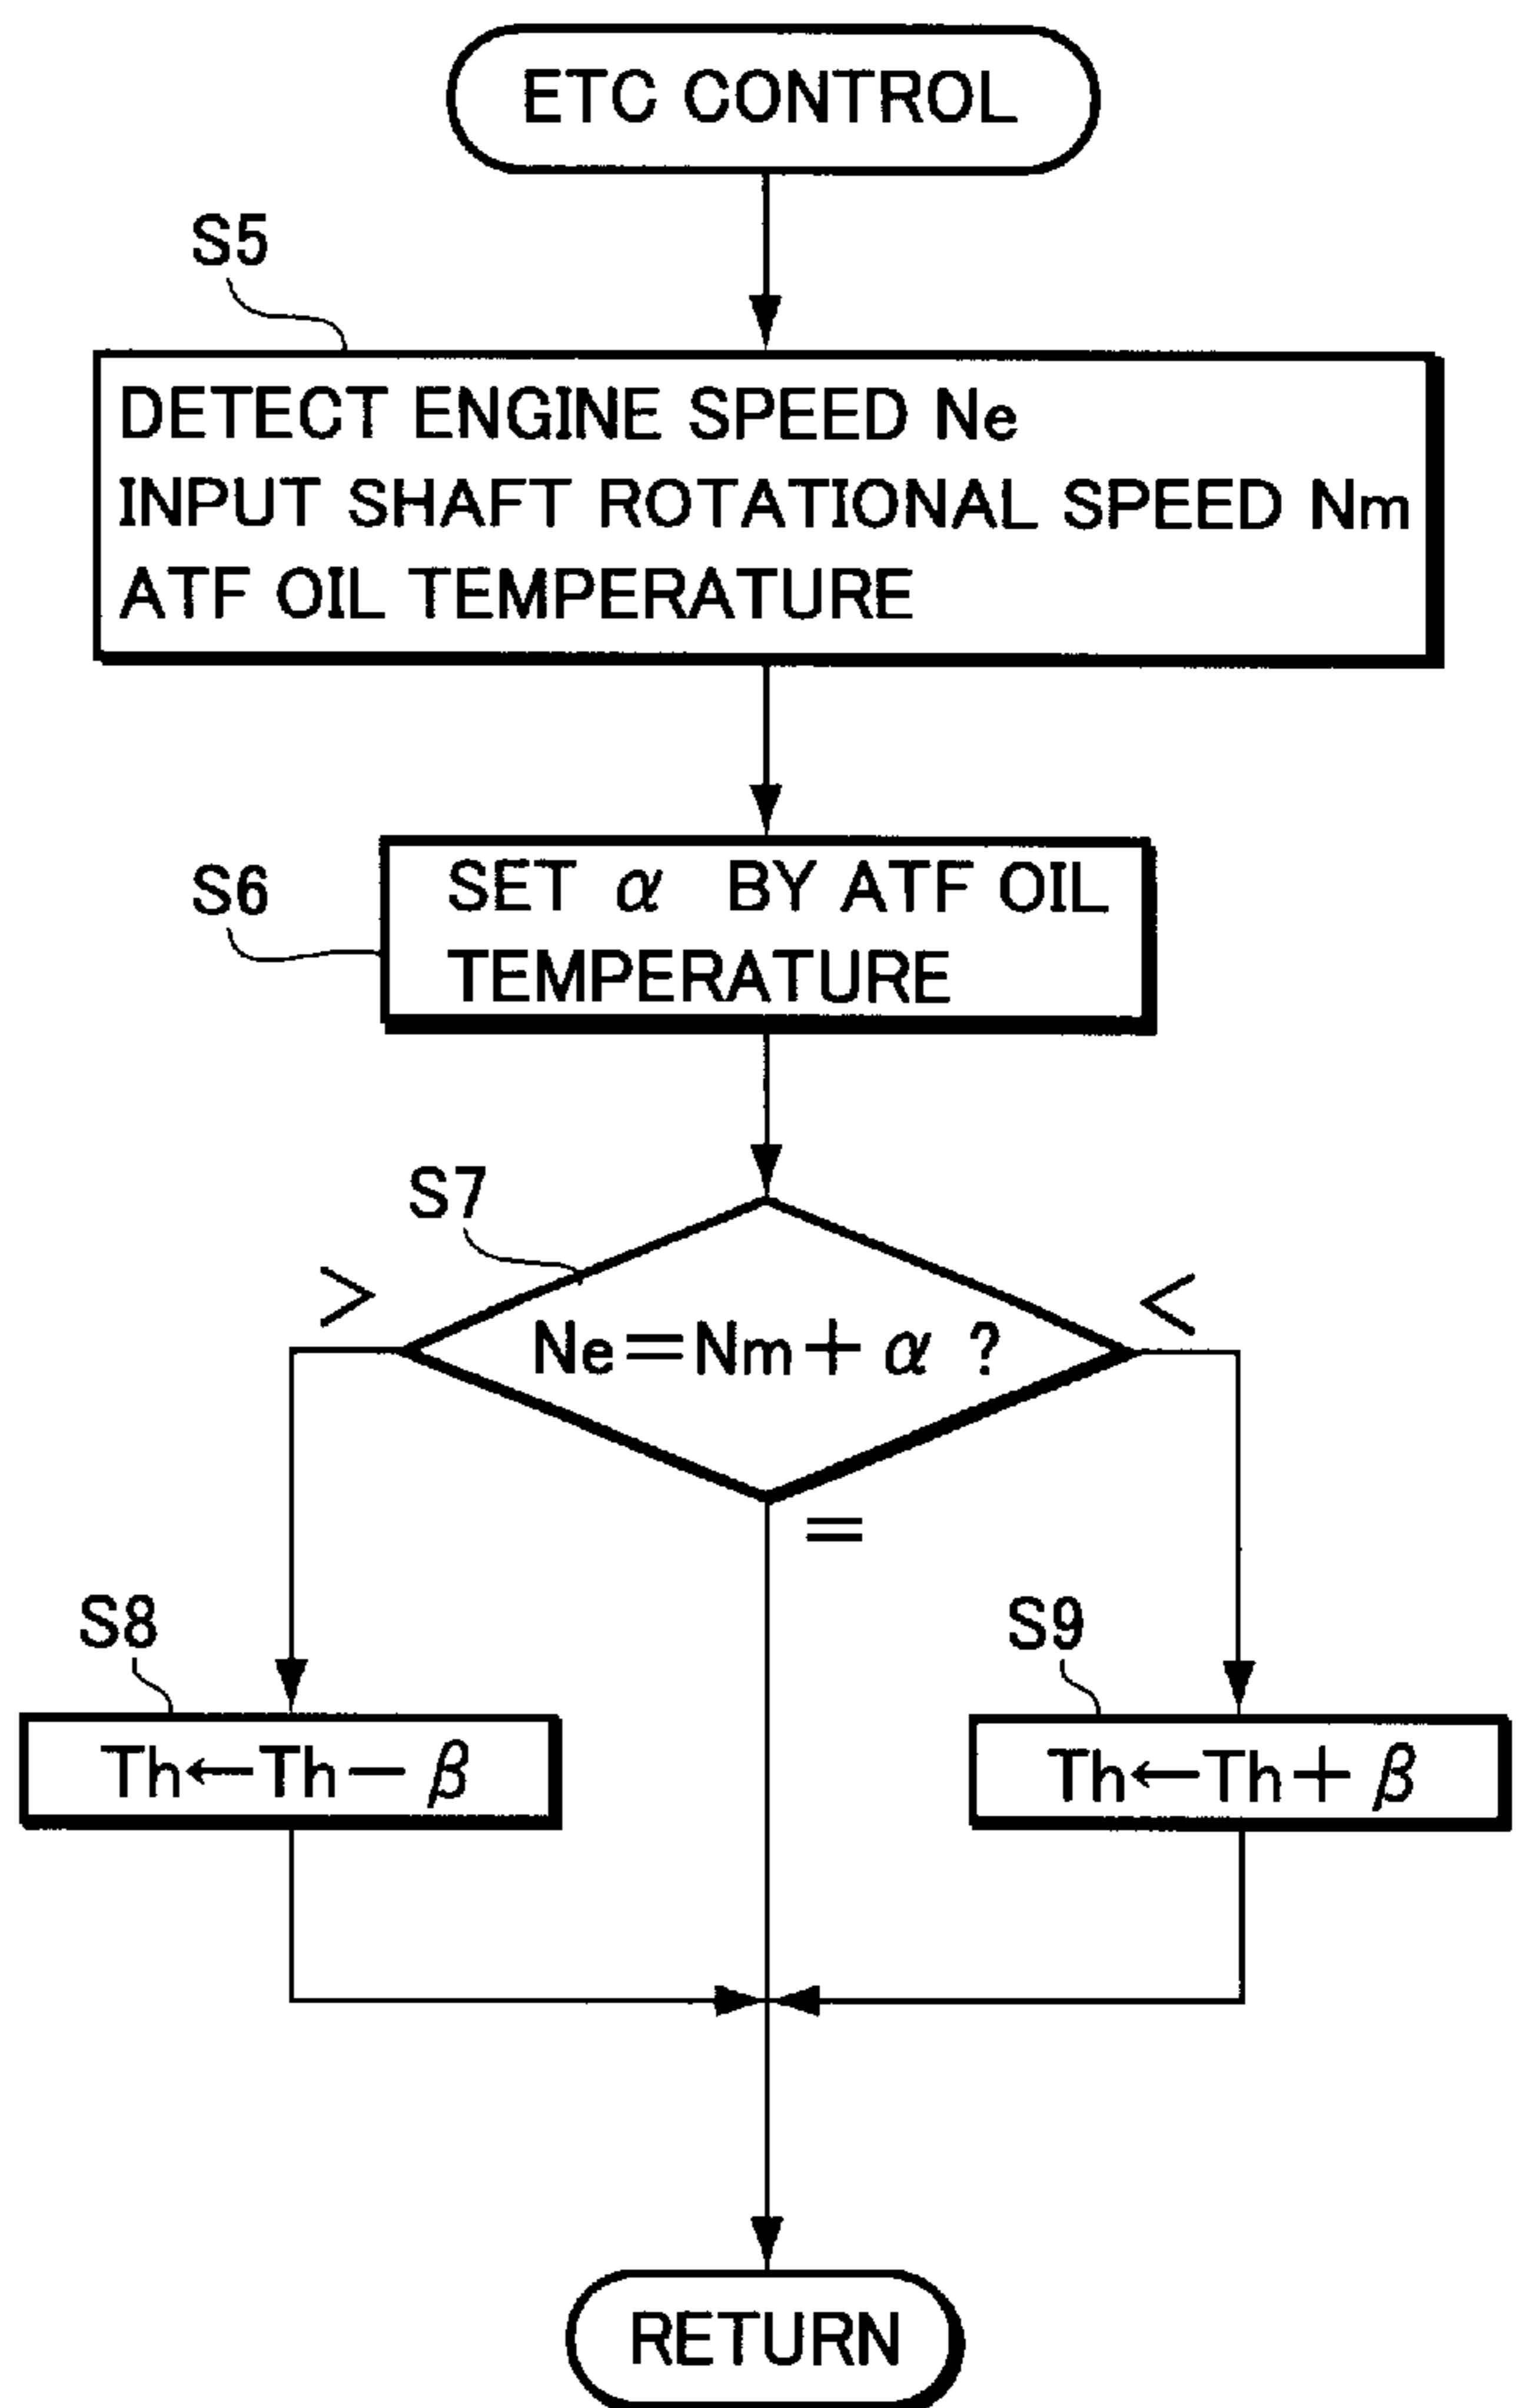 ETC CONTROL
S5
DETECT ENGINE SPEED Ne
INPUT SHAFT ROTATIONAL SPEED Nm
ATF OIL TEMPERATURE
S6
SET α BY ATF OIL
TEMPERATURE
S7
>
<
Ne=Nm+α ?
=
S8
S9
Th←Th−β
Th←Th+β
RETURN